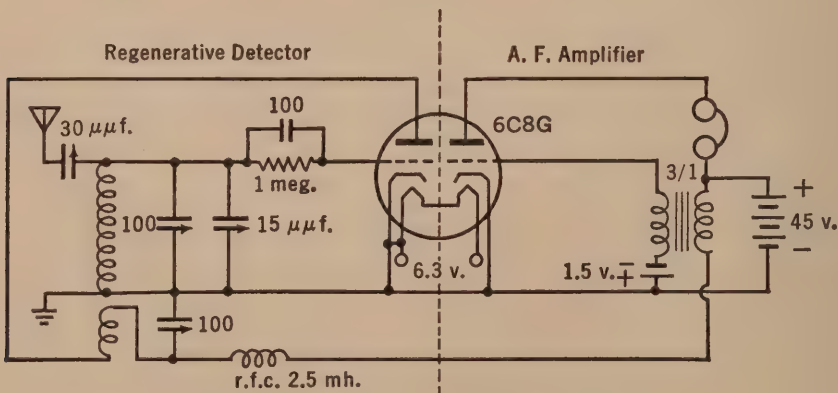 Regenerative Detector
A. F. Amplifier
100
6C8G
30 μμf.
1 meg.
3/1
100
15 μμf.
+
45 v.
−
6.3 v.
1.5 v. − +
100
r.f.c. 2.5 mh.